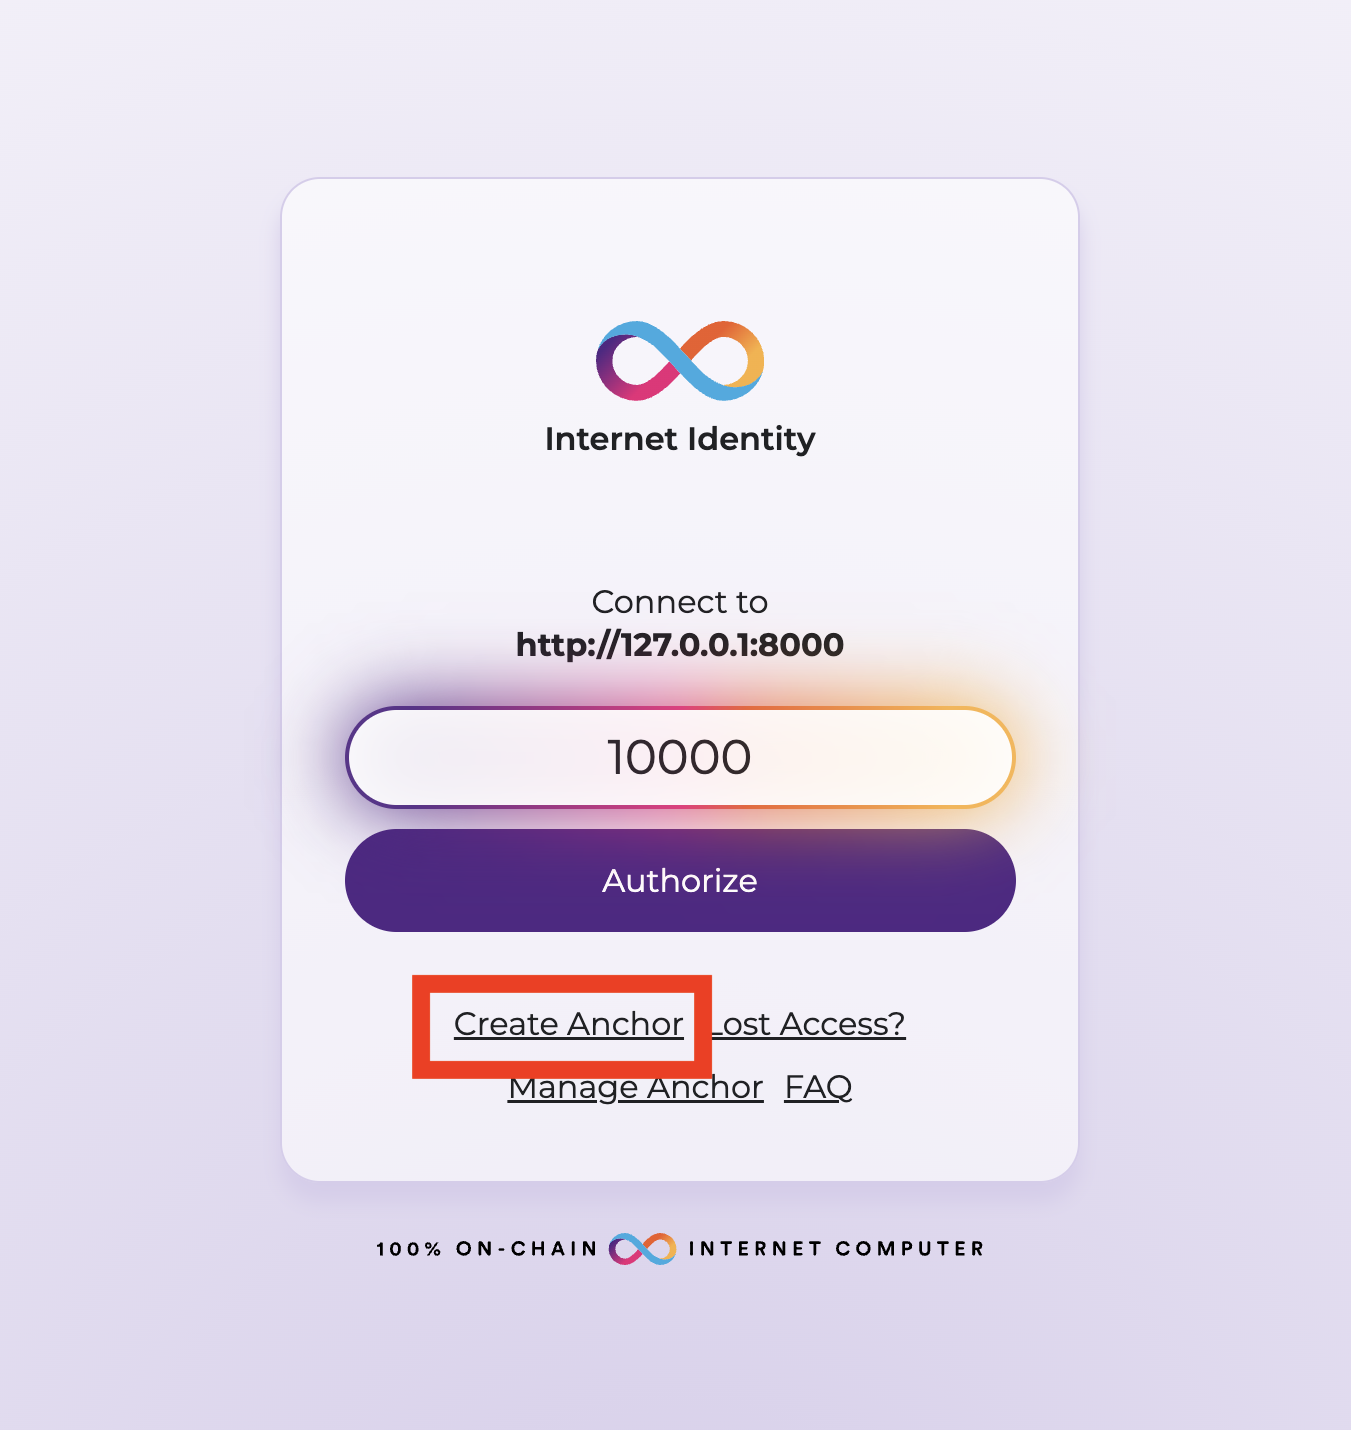 Internet Identity
Connect to
http://127.0.0.1:8000
10000
Authorize
Create Anchor Lost Access?
Manage Anchor FAQ
100% ON-CHAIN INTERNET COMPUTER